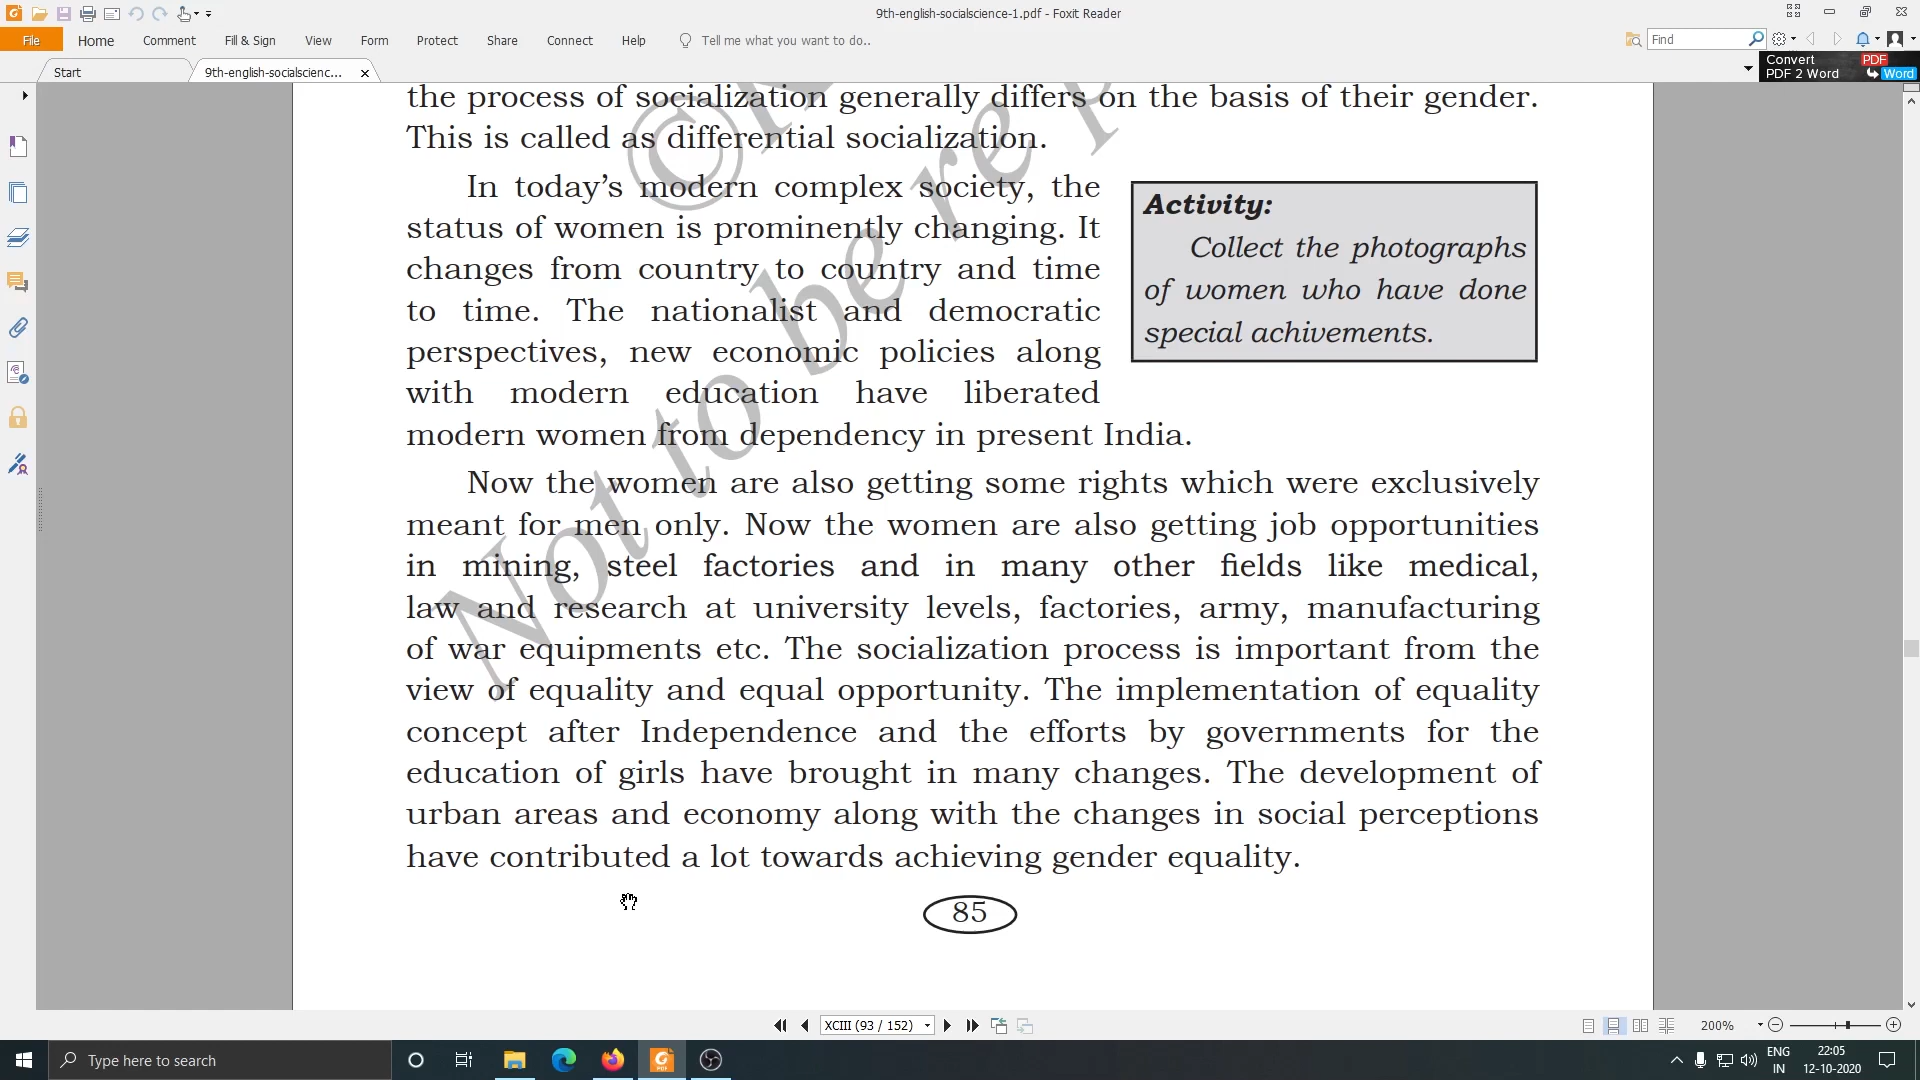 9th-english-socialscience-1.pdf - Foxit Reader
File Home Comment Fill & Sign View Form Protect Share Connect Help Tell me what you want to do.. Find
Start 9th-english-socialscienc... Convert PDF 2 Word PDF Word
the process of socialization generally differs on the basis of their gender.
This is called as differential socialization.
In today’s modern complex society, the
status of women is prominently changing. It
changes from country to country and time
to time. The nationalist and democratic
perspectives, new economic policies along
with modern education have liberated
modern women from dependency in present India.
Activity:
Collect the photographs
of women who have done
special achivements.
Now the women are also getting some rights which were exclusively
meant for men only. Now the women are also getting job opportunities
in mining, steel factories and in many other fields like medical,
law and research at university levels, factories, army, manufacturing
of war equipments etc. The socialization process is important from the
view of equality and equal opportunity. The implementation of equality
concept after Independence and the efforts by governments for the
education of girls have brought in many changes. The development of
urban areas and economy along with the changes in social perceptions
have contributed a lot towards achieving gender equality.
Not to be re p
85
XCIII (93 / 152) 200%
Type here to search
ENG 22:05
IN 12-10-2020